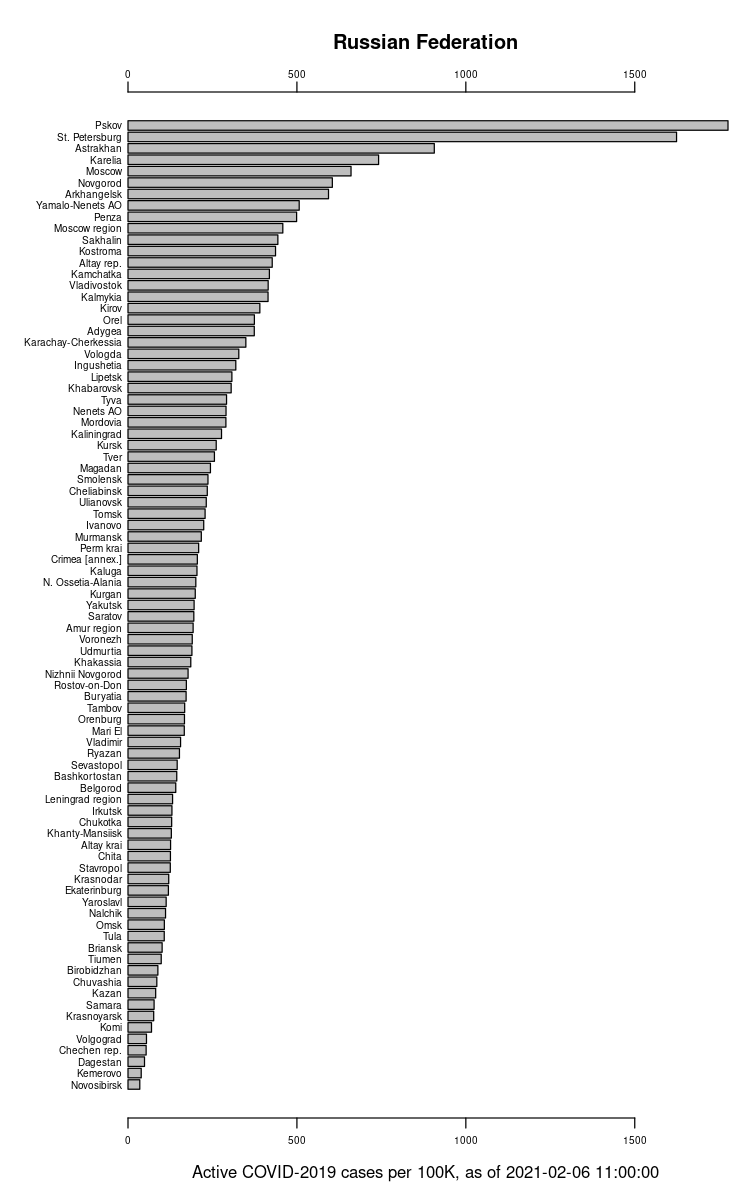 Russian Federation
0 500 1000 1500
Pskov
St. Petersburg
Astrakhan
Karelia
Moscow
Novgorod
Arkhangelsk
Yamalo-Nenets AO
Penza
Moscow region
Sakhalin
Kostroma
Altay rep.
Kamchatka
Vladivostok
Kalmykia
Kirov
Orel
Adygea
Karachay-Cherkessia
Vologda
Ingushetia
Lipetsk
Khabarovsk
Tyva
Nenets AO
Mordovia
Kaliningrad
Kursk
Tver
Magadan
Smolensk
Cheliabinsk
Ulianovsk
Tomsk
Ivanovo
Murmansk
Perm krai
Crimea [annex.]
Kaluga
N. Ossetia-Alania
Kurgan
Yakutsk
Saratov
Amur region
Voronezh
Udmurtia
Khakassia
Nizhnii Novgorod
Rostov-on-Don
Buryatia
Tambov
Orenburg
Mari El
Vladimir
Ryazan
Sevastopol
Bashkortostan
Belgorod
Leningrad region
Irkutsk
Chukotka
Khanty-Mansiisk
Altay krai
Chita
Stavropol
Krasnodar
Ekaterinburg
Yaroslavl
Nalchik
Omsk
Tula
Briansk
Tiumen
Birobidzhan
Chuvashia
Kazan
Samara
Krasnoyarsk
Komi
Volgograd
Chechen rep.
Dagestan
Kemerovo
Novosibirsk
0 500 1000 1500
Active COVID-2019 cases per 100K, as of 2021-02-06 11:00:00